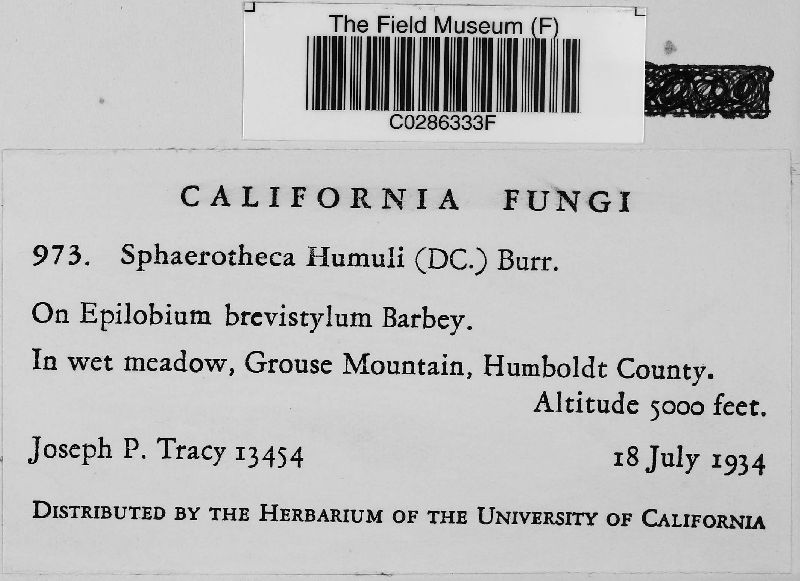 The Field Museum (F)
C0286333F
CALIFORNIA FUNGI
973. Sphaerotheca Humuli (DC.) Burr.
On Epilobium brevistylum Barbey.
In wet meadow, Grouse Mountain, Humboldt County.
Altitude 5000 feet.
Joseph P. Tracy 13454 18 July 1934
DISTRIBUTED BY THE HERBARIUM OF THE UNIVERSITY OF CALIFORNIA